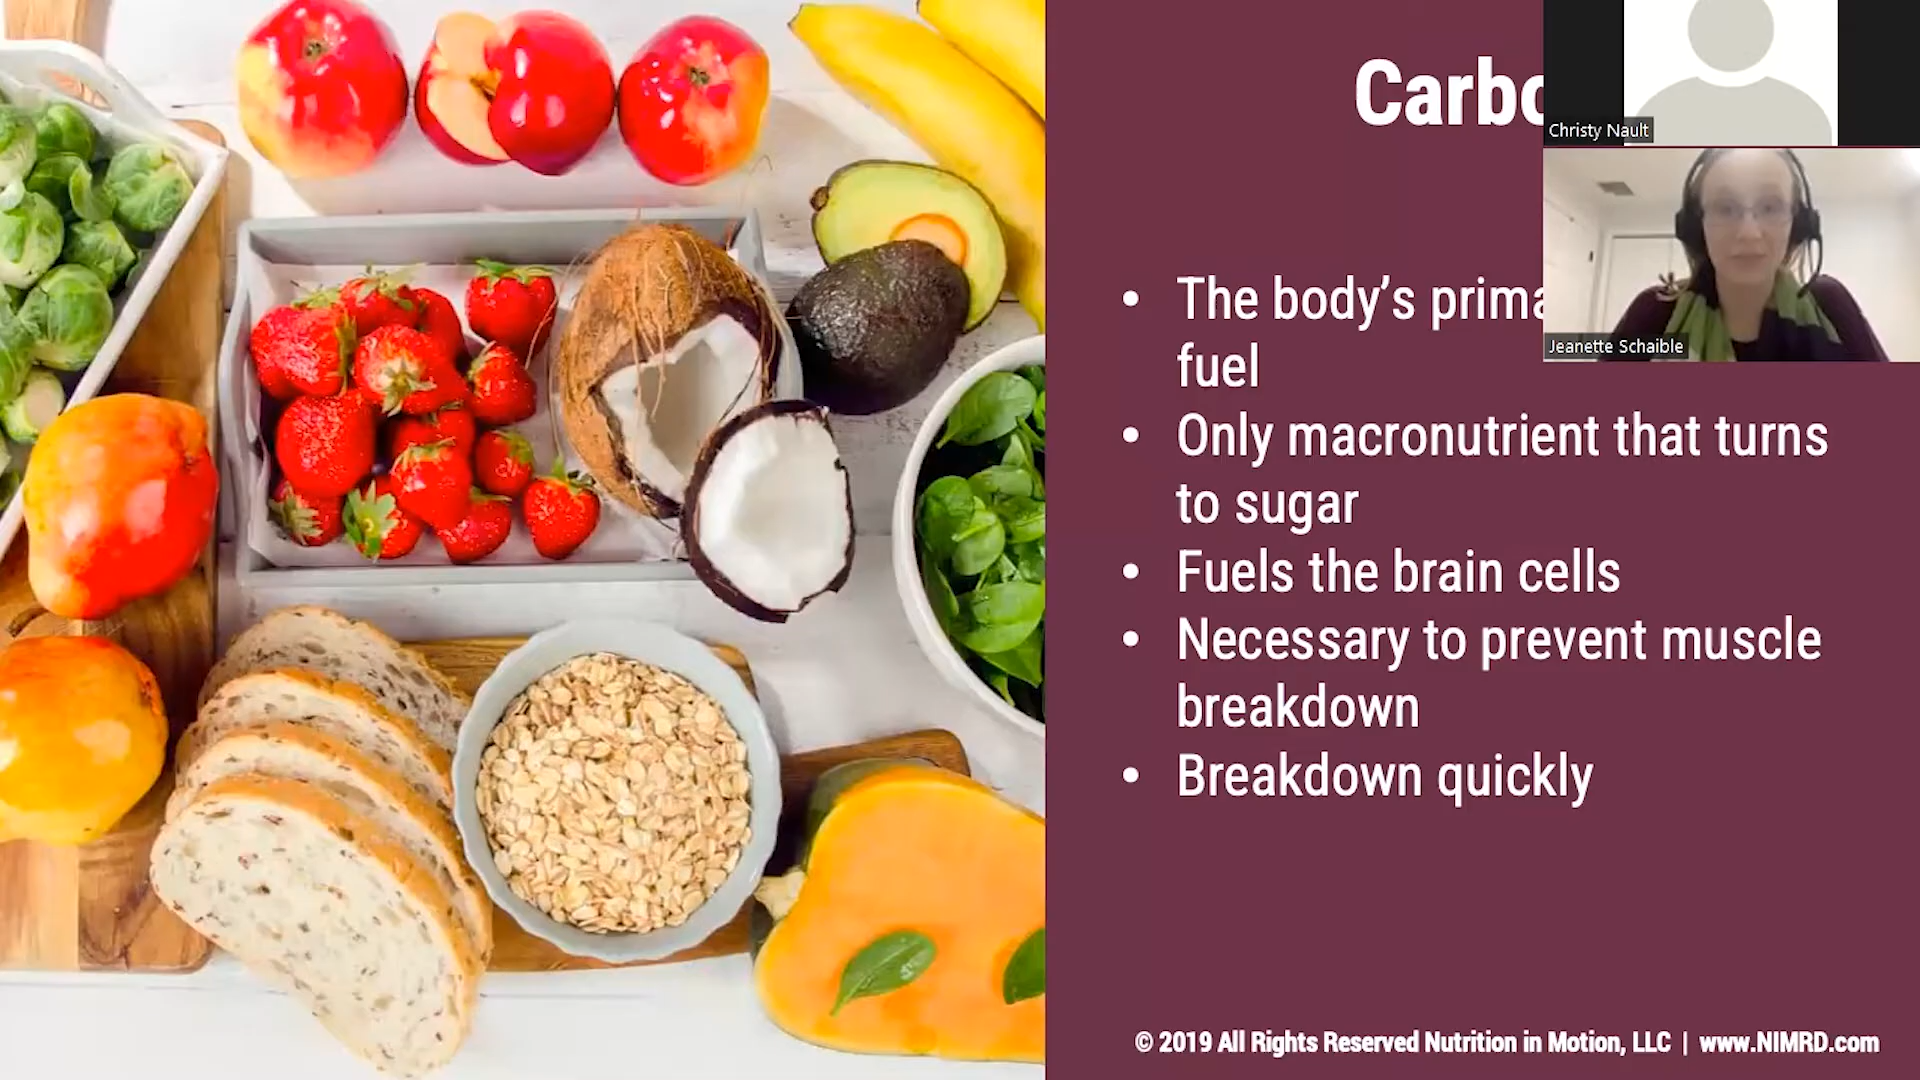 Carbo
Christy Nault
Jeanette Schaible
• The body’s prima
fuel
• Only macronutrient that turns
to sugar
• Fuels the brain cells
• Necessary to prevent muscle
breakdown
• Breakdown quickly
© 2019 All Rights Reserved Nutrition in Motion, LLC | www.NIMRD.com